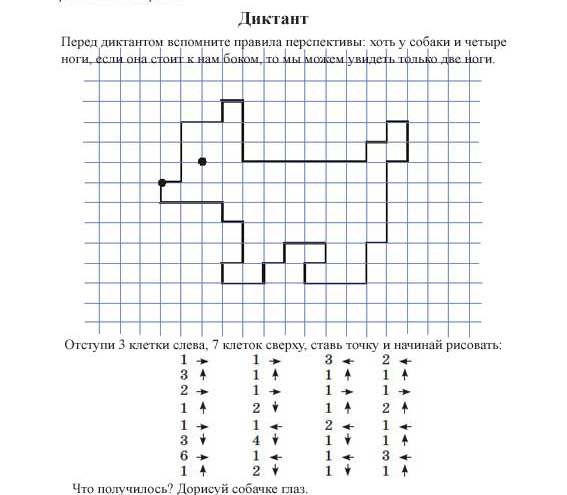 Диктант
Перед диктантом вспомните правила перспективы: хоть у собаки и четыре
ноги, если она стоит к нам боком, то мы можем увидеть только две ноги.
Отступи 3 клетки слева, 7 клеток сверху, ставь точку и начинай рисовать:
1 → 1 → 3 ← 2 ←
3 ↑ 1 ↑ 1 ↑ 1 ↑
2 → 1 → 1 → 1 →
1 ↑ 2 ↓ 1 ↑ 2 ↑
1 → 1 ← 2 ← 1 ←
3 ↓ 4 ↓ 1 ↓ 1 ↑
6 → 1 ← 1 ← 3 ←
1 ↑ 2 ↓ 1 ↓ 1 ↑
Что получилось? Дорисуй собачке глаз.